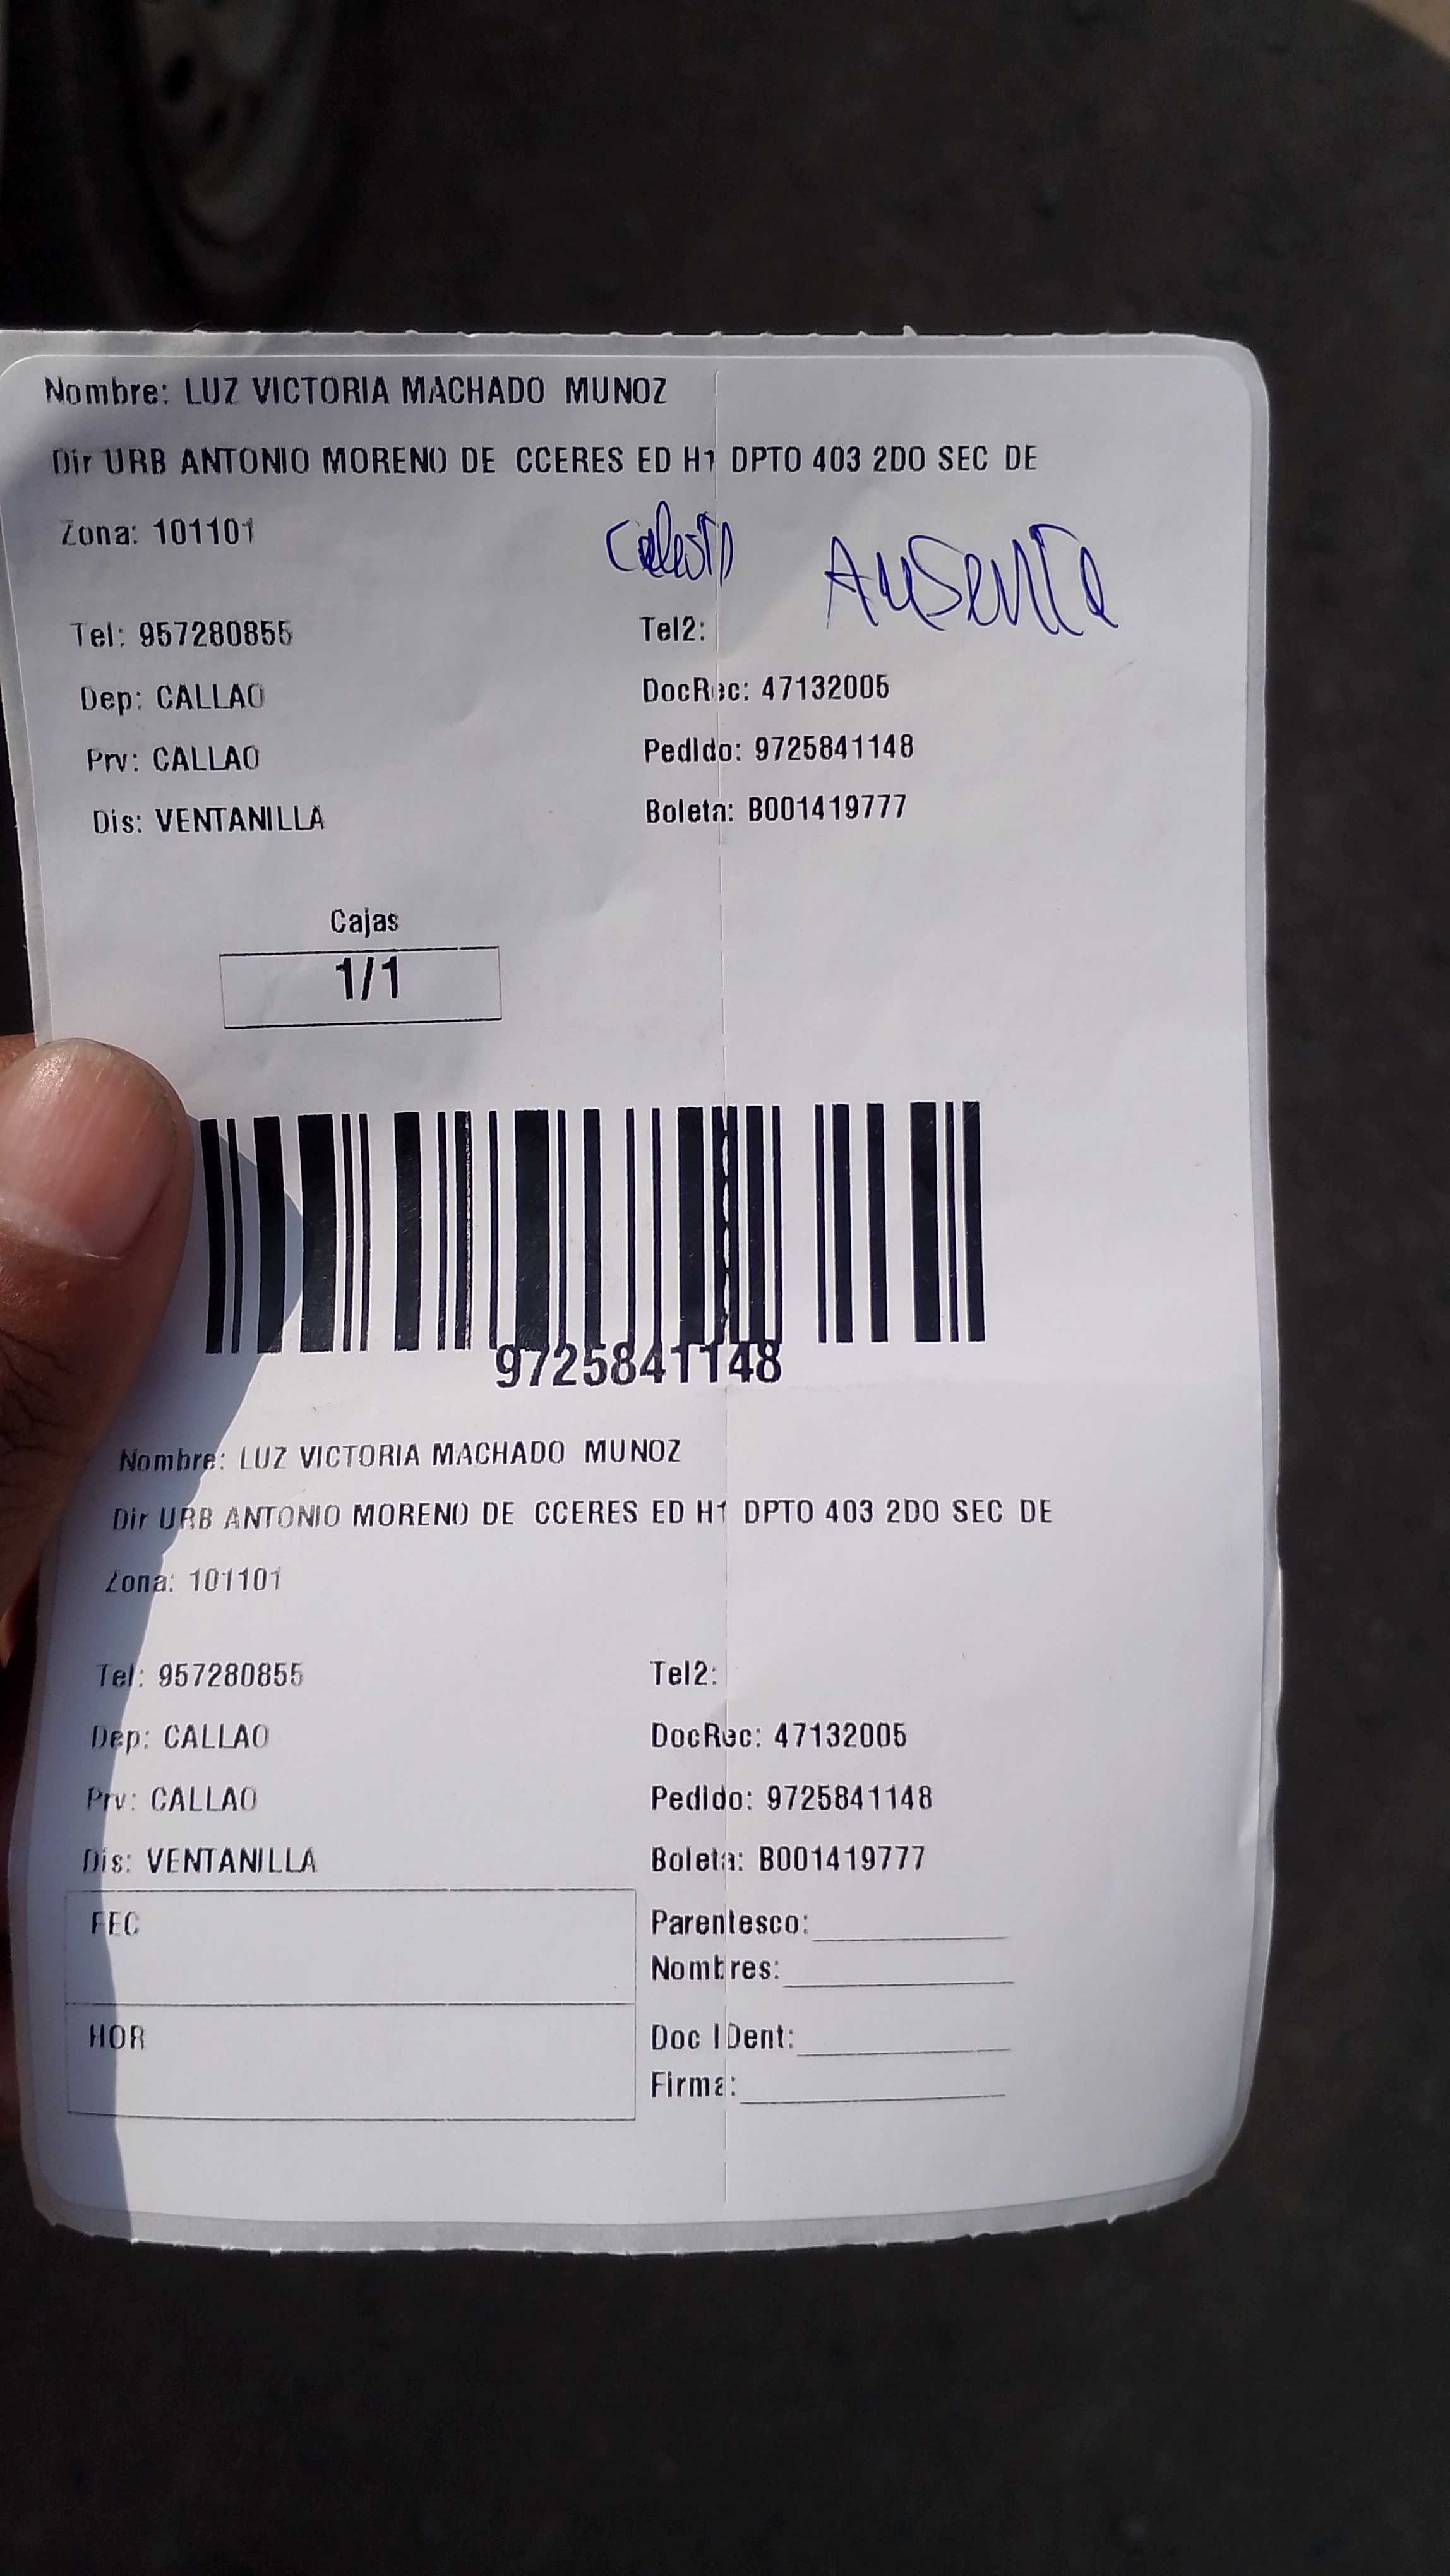 Nombre: LUZ VICTORIA MACHADO MUNOZ
Dir URB ANTONIO MORENO DE CCERES ED H1 DPTO 403 2DO SEC DE
Zona: 101101
AUSENTE
Tel: 957280855 Tel2:
Dep: CALLAO DocRec: 47132005
Prv: CALLAO Pedido: 9725841148
Dis: VENTANILLA Boleta: B001419777
Cajas
1/1
9725841148
Nombre: LUZ VICTORIA MACHADO MUNOZ
Dir URB ANTONIO MORENO DE CCERES ED H1 DPTO 403 2DO SEC DE
Zona: 101101
Tel: 957280855 Tel2:
Dep: CALLAO DocRec: 47132005
Prv: CALLAO Pedido: 9725841148
Dis: VENTANILLA Boleta: B001419777
FEC Parentesco:
Nombres:
HOR Doc IDent:
Firma: